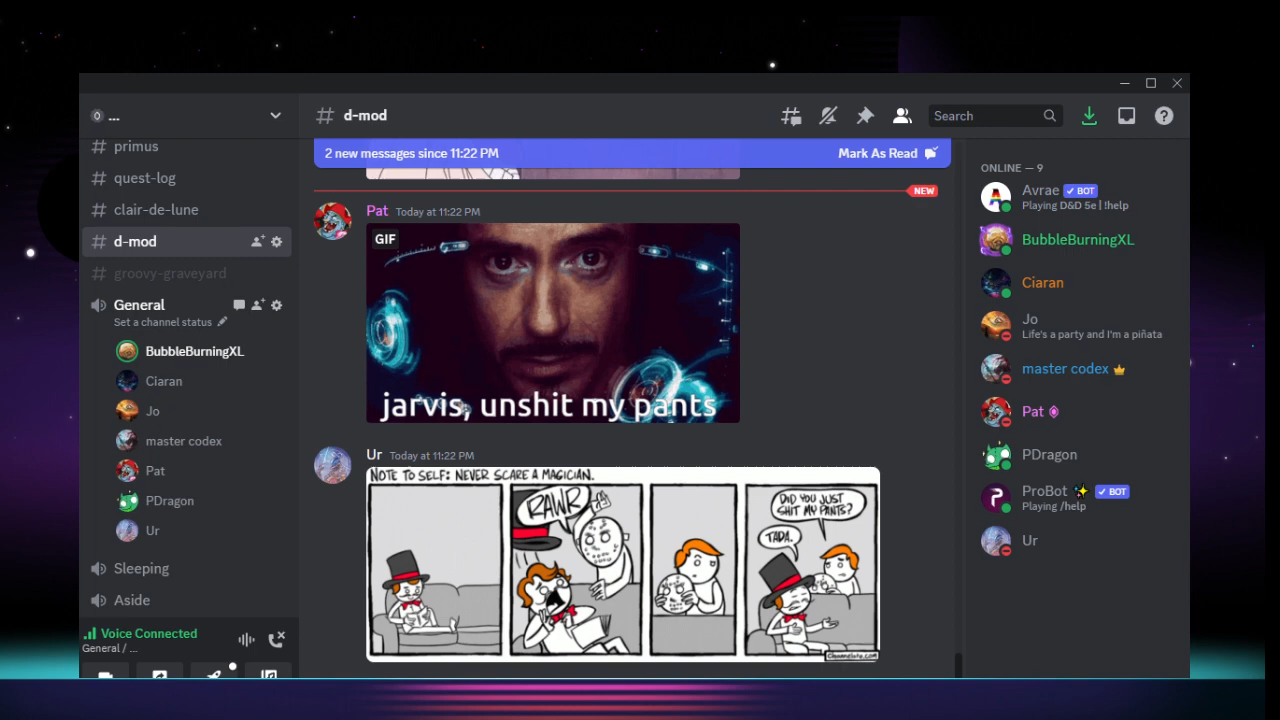 ...
primus
quest-log
clair-de-lune
d-mod
groovy-graveyard
General
Set a channel status
BubbleBurningXL
Ciaran
Jo
master codex
Pat
PDragon
Ur
Sleeping
Aside
Voice Connected
General / ...
# d-mod
Search
2 new messages since 11:22 PM
Mark As Read
NEW
Pat Today at 11:22 PM
GIF
jarvis, unshit my pants
Ur Today at 11:22 PM
NOTE TO SELF: NEVER SCARE A MAGICIAN.
RAWR
DID YOU JUST
SHIT MY PANTS?
TADA.
ONLINE — 9
Avrae ✓ BOT
Playing D&D 5e | !help
BubbleBurningXL
Ciaran
Jo
Life's a party and I'm a piñata
master codex
Pat
PDragon
ProBot ✨ ✓ BOT
Playing /help
Ur